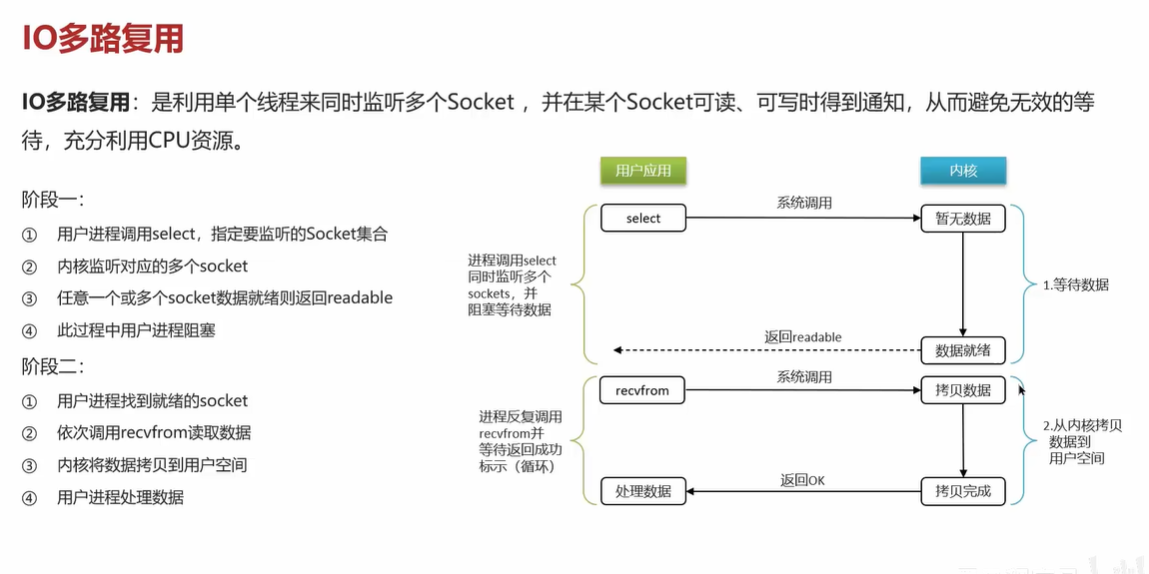 IO多路复用
IO多路复用：是利用单个线程来同时监听多个Socket ，并在某个Socket可读、可写时得到通知，从而避免无效的等
待，充分利用CPU资源。
阶段一：
① 用户进程调用select，指定要监听的Socket集合
② 内核监听对应的多个socket
③ 任意一个或多个socket数据就绪则返回readable
④ 此过程中用户进程阻塞
阶段二：
① 用户进程找到就绪的socket
② 依次调用recvfrom读取数据
③ 内核将数据拷贝到用户空间
④ 用户进程处理数据
用户应用
内核
select
系统调用
暂无数据
进程调用select
同时监听多个
sockets，并
阻塞等待数据
1.等待数据
返回readable
数据就绪
recvfrom
系统调用
拷贝数据
进程反复调用
recvfrom并
等待返回成功
标示（循环）
2.从内核拷贝
数据到
用户空间
处理数据
返回OK
拷贝完成